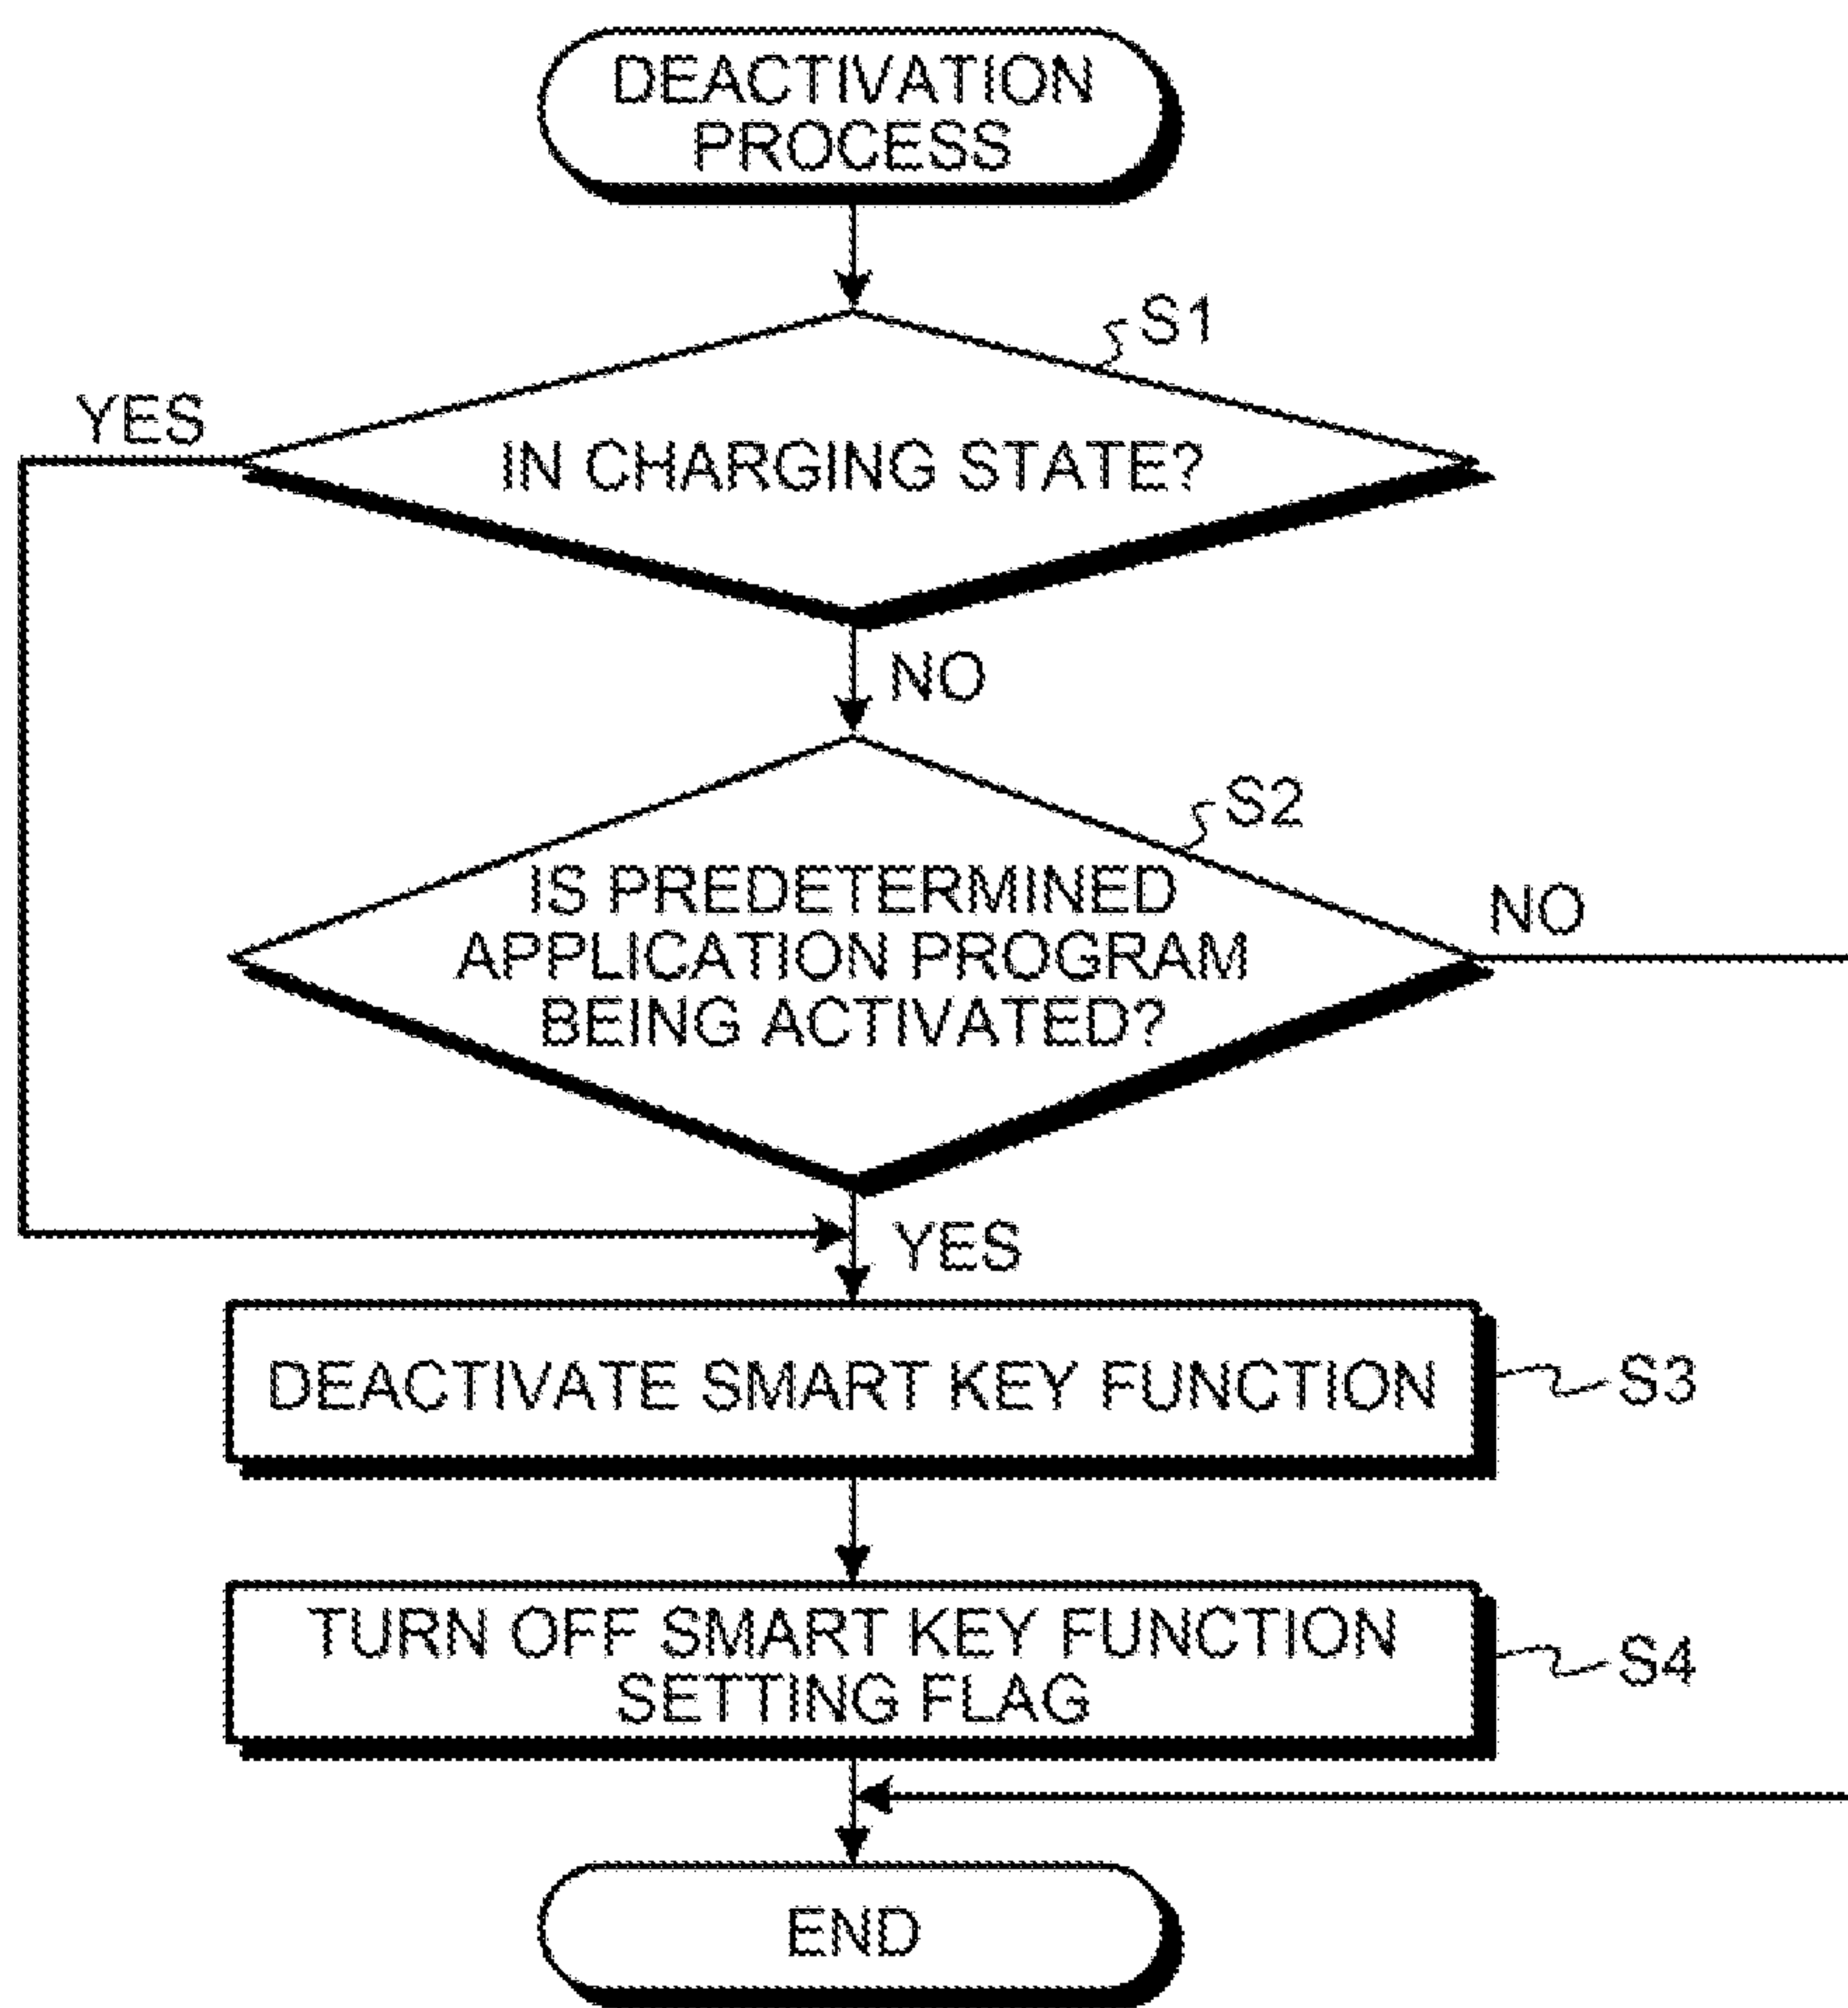 DEACTIVATION
PROCESS
S1
YES
IN CHARGING STATE?
NO
S2
IS PREDETERMINED
APPLICATION PROGRAM
BEING ACTIVATED?
NO
YES
DEACTIVATE SMART KEY FUNCTION
S3
TURN OFF SMART KEY FUNCTION
SETTING FLAG
S4
END